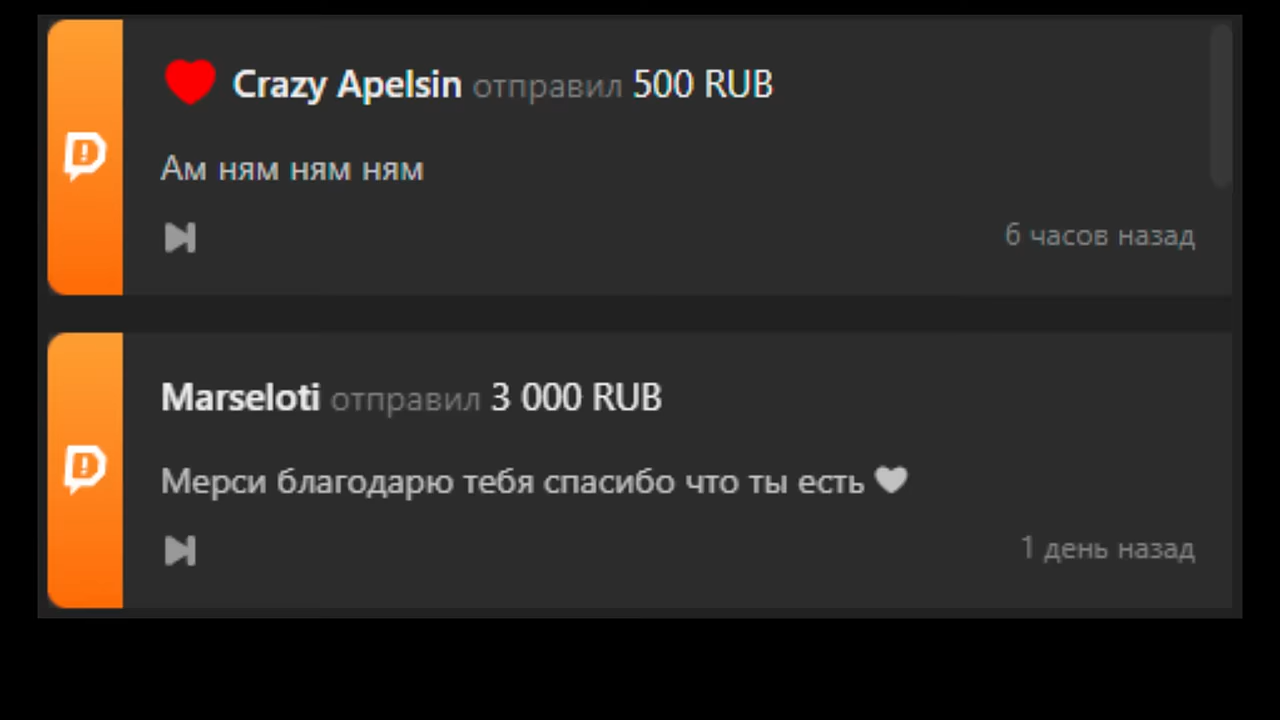 Crazy Apelsin отправил 500 RUB
Ам ням ням ням
6 часов назад
Marseloti отправил 3 000 RUB
Мерси благодарю тебя спасибо что ты есть ♥
1 день назад